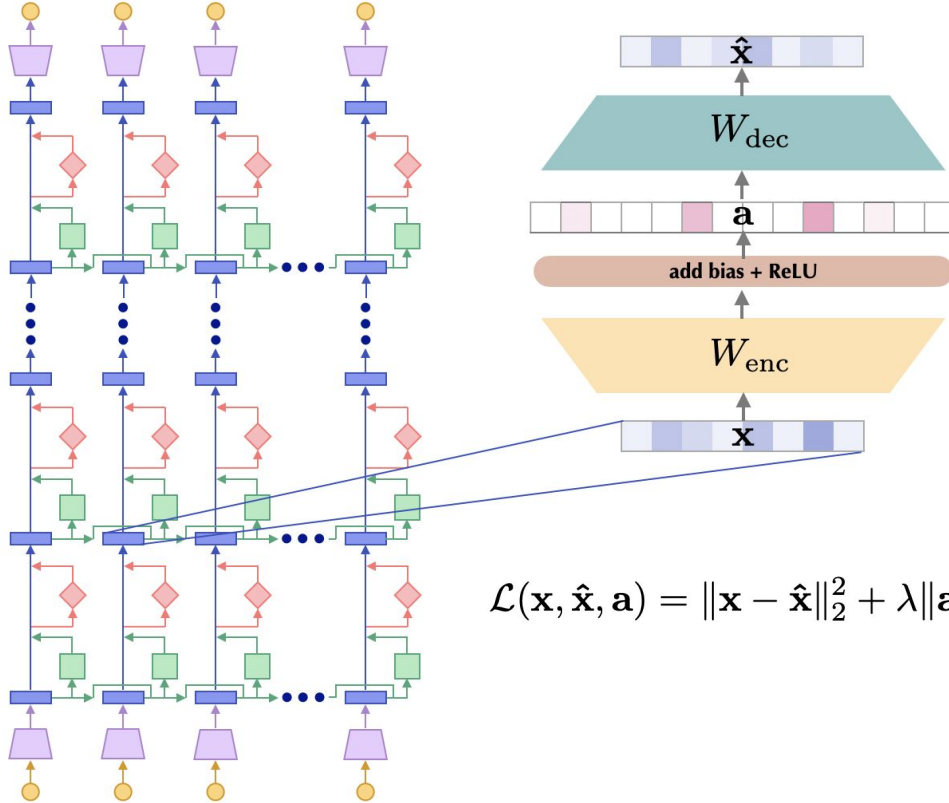 x̂
W_dec
a
add bias + ReLU
W_enc
x
ℒ(x, x̂, a) = ‖x − x̂‖₂² + λ‖a